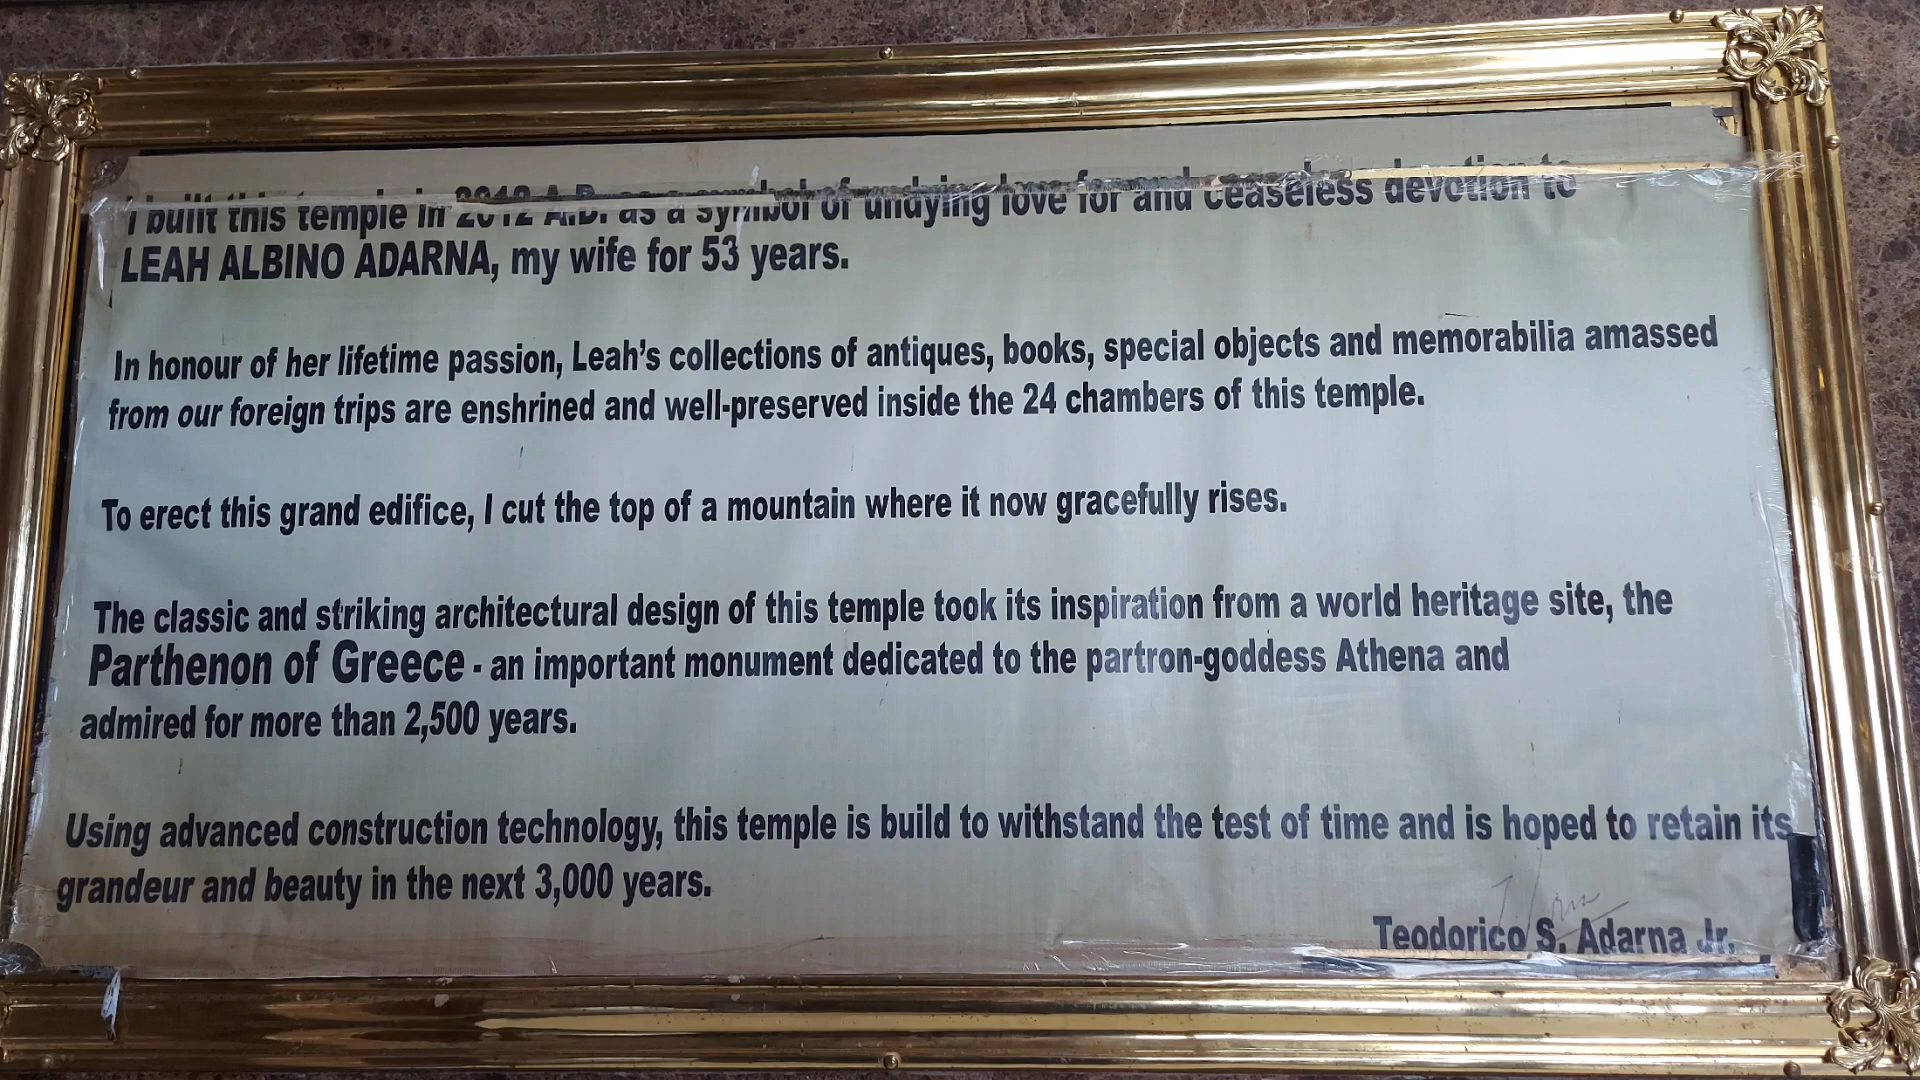 I built this temple in 2012 A.D. as a symbol of undying love for and ceaseless devotion to
LEAH ALBINO ADARNA, my wife for 53 years.
In honour of her lifetime passion, Leah's collections of antiques, books, special objects and memorabilia amassed
from our foreign trips are enshrined and well-preserved inside the 24 chambers of this temple.
To erect this grand edifice, I cut the top of a mountain where it now gracefully rises.
The classic and striking architectural design of this temple took its inspiration from a world heritage site, the
Parthenon of Greece - an important monument dedicated to the partron-goddess Athena and
admired for more than 2,500 years.
Using advanced construction technology, this temple is build to withstand the test of time and is hoped to retain its
grandeur and beauty in the next 3,000 years.
Teodorico S. Adarna Jr.